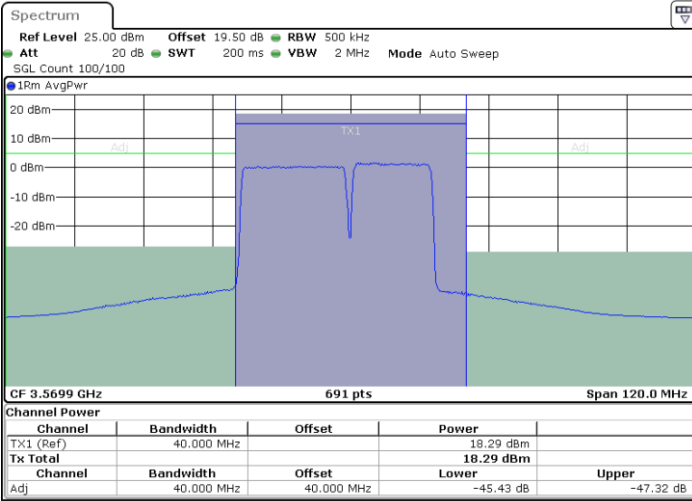 Spectrum
Ref Level 25.00 dBm Offset 19.50 dB RBW 500 kHz
Att 20 dB SWT 200 ms VBW 2 MHz Mode Auto Sweep
SGL Count 100/100
1Rm AvgPwr
20 dBm
TX1
10 dBm
Adj Adj
0 dBm
-10 dBm
-20 dBm
CF 3.5699 GHz 691 pts Span 120.0 MHz
Channel Power
Channel Bandwidth Offset Power
TX1 (Ref) 40.000 MHz 18.29 dBm
Tx Total 18.29 dBm
Channel Bandwidth Offset Lower Upper
Adj 40.000 MHz 40.000 MHz -45.43 dB -47.32 dB